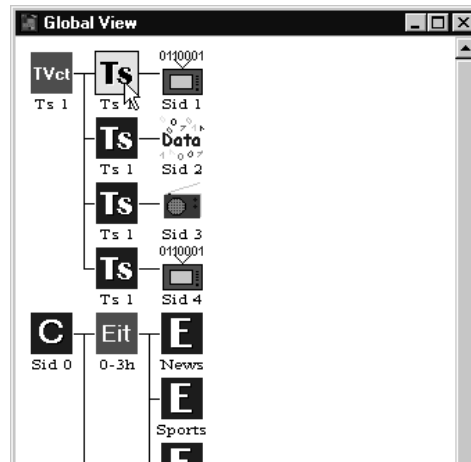 Global View
TVct Ts 0110001
Ts 1 Ts 1 Sid 1
Ts Data
Ts 1 Sid 2
Ts
Ts 1 Sid 3
Ts 0110001
Ts 1 Sid 4
C Eit E
Sid 0 0-3h News
E
Sports
E